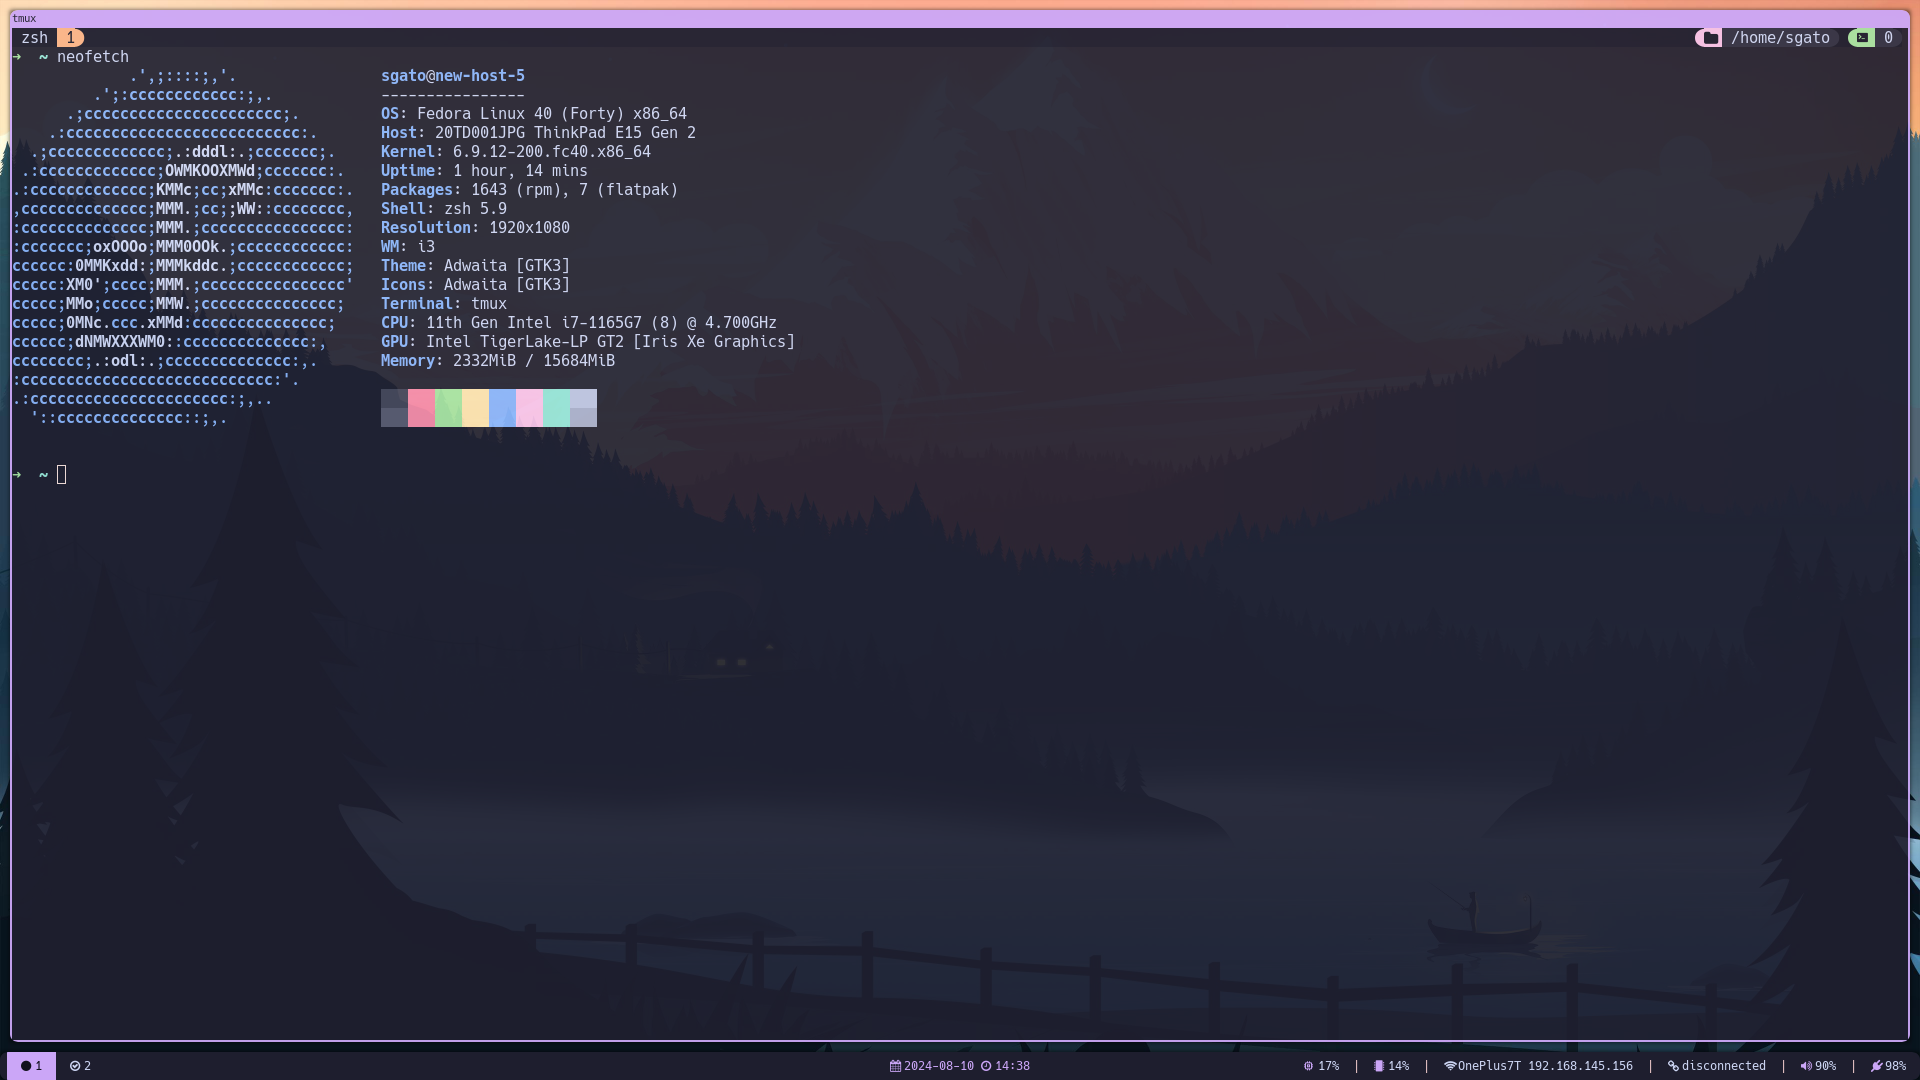 tmux
zsh 1 /home/sgato 0
→ ~ neofetch
.',;::::;,'. sgato@new-host-5
.';:cccccccccccc:;,. ----------------
.;cccccccccccccccccccccc;. OS: Fedora Linux 40 (Forty) x86_64
.:cccccccccccccccccccccccccc:. Host: 20TD001JPG ThinkPad E15 Gen 2
.;ccccccccccccc;.:dddl:.;ccccccc;. Kernel: 6.9.12-200.fc40.x86_64
.:ccccccccccccc;OWMKOOXMWd;ccccccc:. Uptime: 1 hour, 14 mins
.:ccccccccccccc;KMMc;cc;xMMc:ccccccc:. Packages: 1643 (rpm), 7 (flatpak)
,cccccccccccccc;MMM.;cc;;WW::cccccccc, Shell: zsh 5.9
:cccccccccccccc;MMM.;cccccccccccccccc: Resolution: 1920x1080
:ccccccc;oxOOOo;MMM0OOk.;cccccccccccc: WM: i3
cccccc:0MMKxdd:;MMMkddc.;cccccccccccc; Theme: Adwaita [GTK3]
ccccc:XM0';cccc;MMM.;cccccccccccccccc' Icons: Adwaita [GTK3]
ccccc;MMo;ccccc;MMW.;ccccccccccccccc; Terminal: tmux
ccccc;0MNc.ccc.xMMd:ccccccccccccccc; CPU: 11th Gen Intel i7-1165G7 (8) @ 4.700GHz
cccccc;dNMWXXXWM0::cccccccccccccc:, GPU: Intel TigerLake-LP GT2 [Iris Xe Graphics]
cccccccc;.:odl:.;cccccccccccccc:,. Memory: 2332MiB / 15684MiB
:cccccccccccccccccccccccccccc:'.
.:cccccccccccccccccccccc:;,..
'::cccccccccccccc::;,.
→ ~
1 2 2024-08-10 14:38 17% | 14% | OnePlus7T 192.168.145.156 | disconnected | 90% | 98%